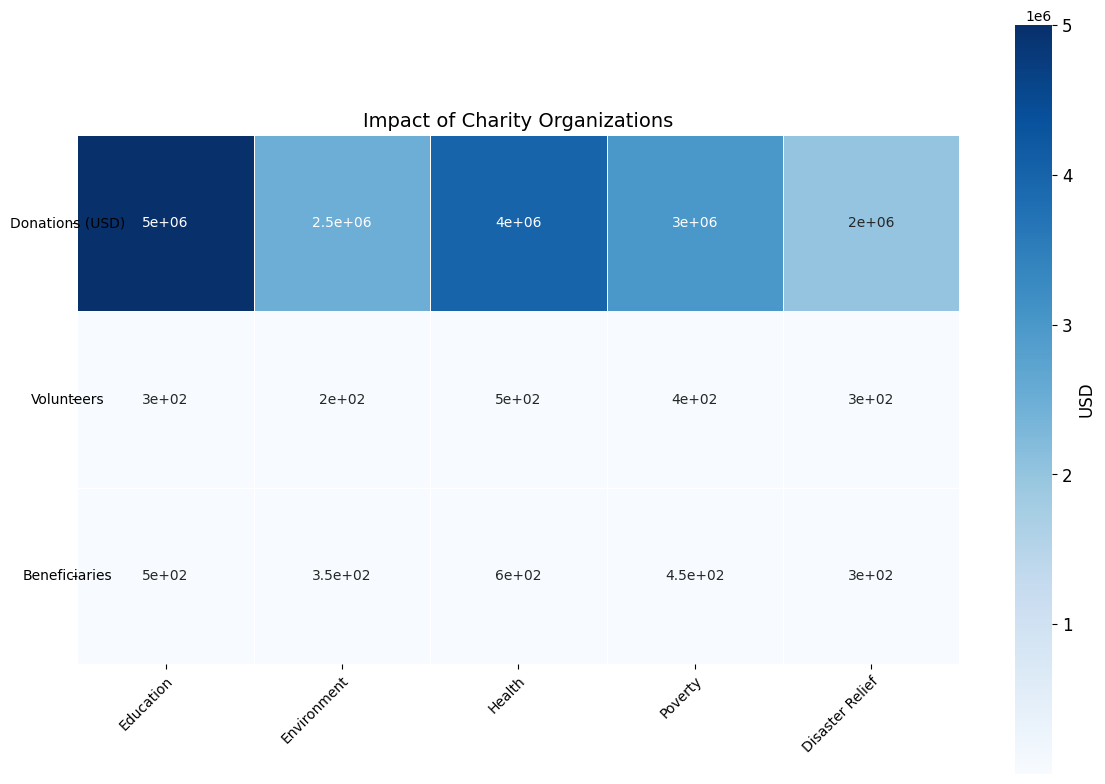 1e6
5
Impact of Charity Organizations
4
Donations (USD) 5e+06 2.5e+06 4e+06 3e+06 2e+06
3
Volunteers 3e+02 2e+02 5e+02 4e+02 3e+02
USD
2
Beneficiaries 5e+02 3.5e+02 6e+02 4.5e+02 3e+02
1
Education Environment Health Poverty Disaster Relief